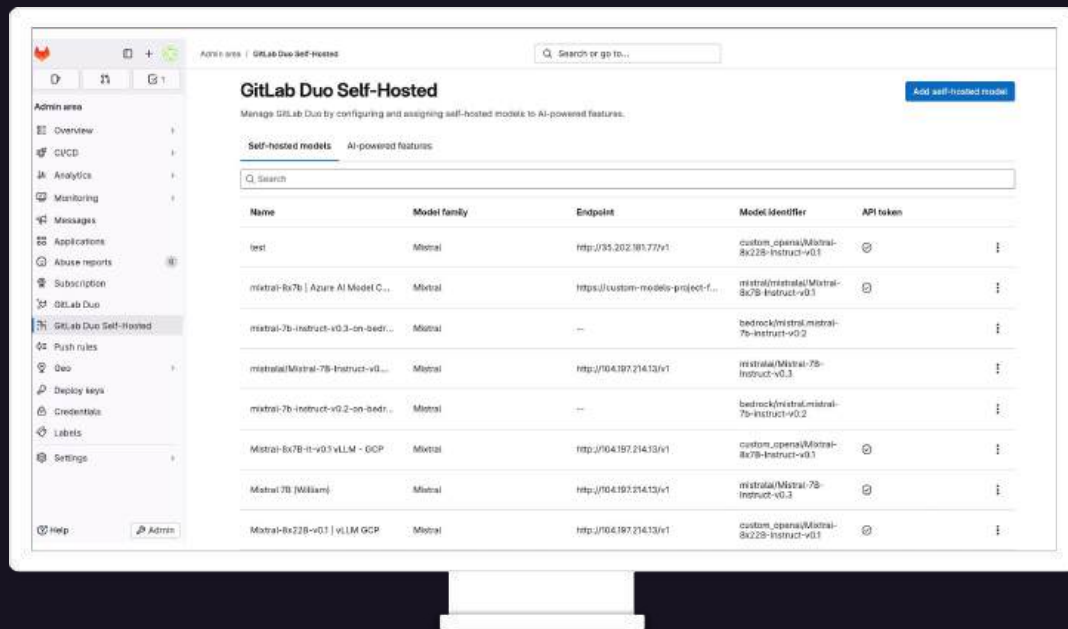 Admin area / GitLab Duo Self-Hosted
Search or go to...
1
Admin area
Overview
CI/CD
Analytics
Monitoring
Messages
Applications
Abuse reports 0
Subscription
GitLab Duo
GitLab Duo Self-Hosted
Push rules
Geo
Deploy keys
Credentials
Labels
Settings
Help
Admin
GitLab Duo Self-Hosted
Add self-hosted model
Manage GitLab Duo by configuring and assigning self-hosted models to AI-powered features.
Self-hosted models AI-powered features
Search
Name Model family Endpoint Model identifier API token
test Mistral http://35.202.181.77/v1 custom_openai/Mixtral-
8x22B-Instruct-v0.1
mixtral-8x7b | Azure AI Model C... Mixtral https://custom-models-project-f... mistral/mistralai/Mixtral-
8x7B-Instruct-v0.1
mixtral-7b-instruct-v0.3-on-bedr... Mistral -- bedrock/mistral.mistral-
7b-instruct-v0:2
mistralai/Mistral-7B-Instruct-v0.... Mistral http://104.197.214.13/v1 mistralai/Mistral-7B-
Instruct-v0.3
mixtral-7b-instruct-v0.2-on-bedr... Mistral -- bedrock/mistral.mistral-
7b-instruct-v0:2
Mistral-8x7B-it-v0.1 vLLM - GCP Mixtral http://104.197.214.13/v1 custom_openai/Mixtral-
8x7B-Instruct-v0.1
Mistral 7B (William) Mistral http://104.197.214.13/v1 mistralai/Mistral-7B-
Instruct-v0.3
Mixtral-8x22B-v0.1 | vLLM GCP Mistral http://104.197.214.13/v1 custom_openai/Mixtral-
8x22B-Instruct-v0.1